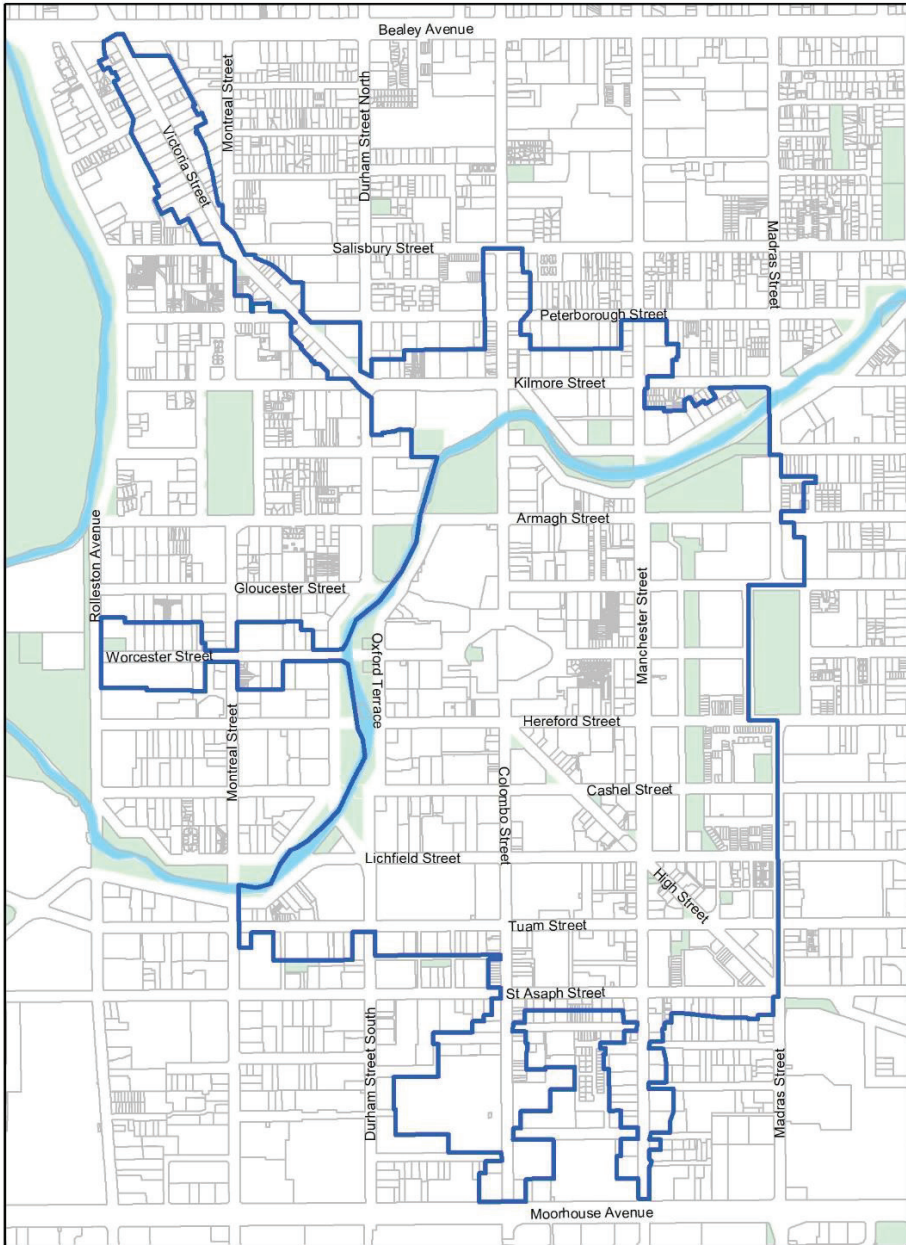 Bealey Avenue
Montreal Street
Durham Street North
Victoria Street
Salisbury Street
Madras Street
Peterborough Street
Kilmore Street
Armagh Street
Rolleston Avenue
Gloucester Street
Manchester Street
Worcester Street
Oxford Terrace
Hereford Street
Montreal Street
Colombo Street
Cashel Street
Lichfield Street
High Street
Tuam Street
St Asaph Street
Durham Street South
Madras Street
Moorhouse Avenue